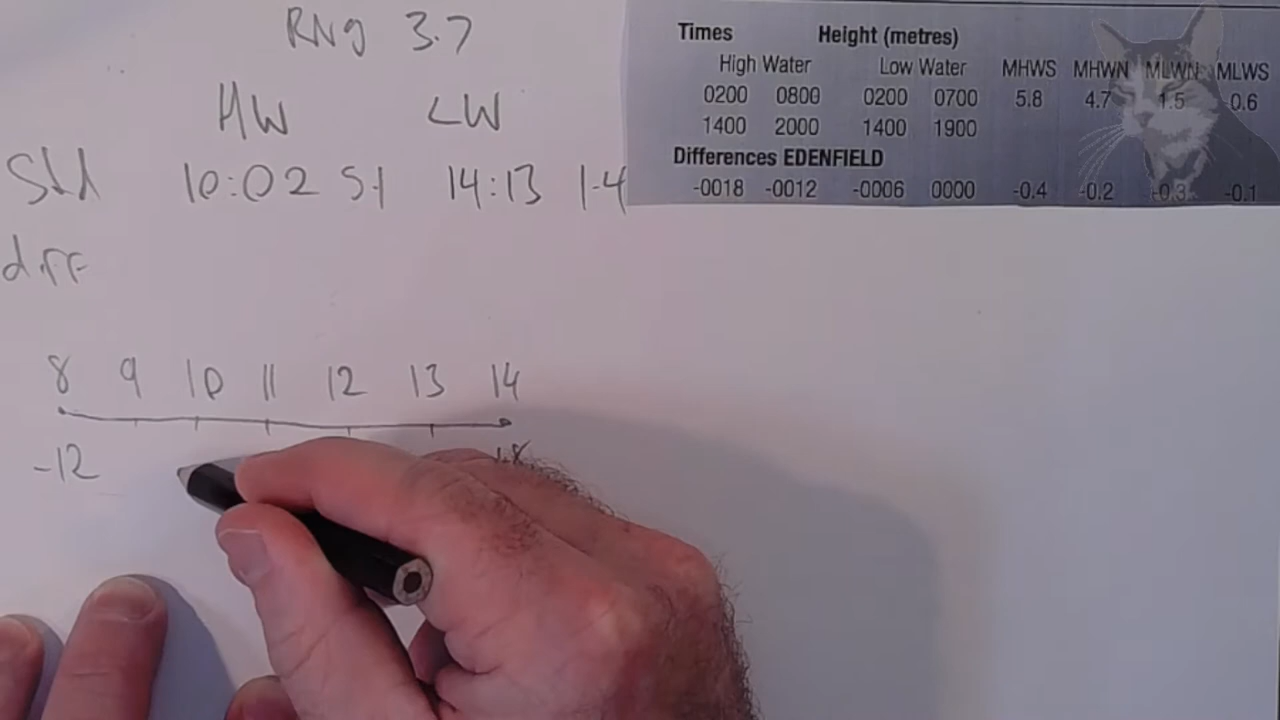 RNg 3.7
HW LW
Std 10:02 5.1 14:13 1.4
diff
8 9 10 11 12 13 14
-12 -18
Times Height (metres)
High Water Low Water MHWS MHWN MLWN MLWS
0200 0800 0200 0700 5.8 4.7 1.5 0.6
1400 2000 1400 1900
Differences EDENFIELD
-0018 -0012 -0006 0000 -0.4 -0.2 +0.3 -0.1